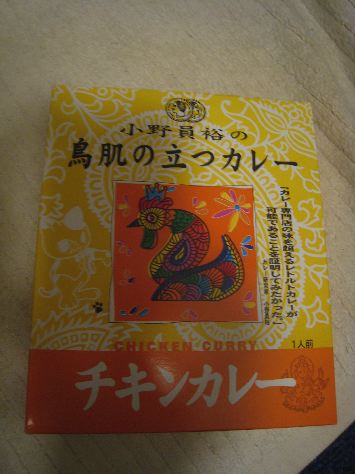 小野員裕の
鳥肌の立つカレー
「カレー専門店の味を超えるレトルトカレーが
可能であることを証明してみたかった。」
CHICKEN CURRY
1人前
チキンカレー